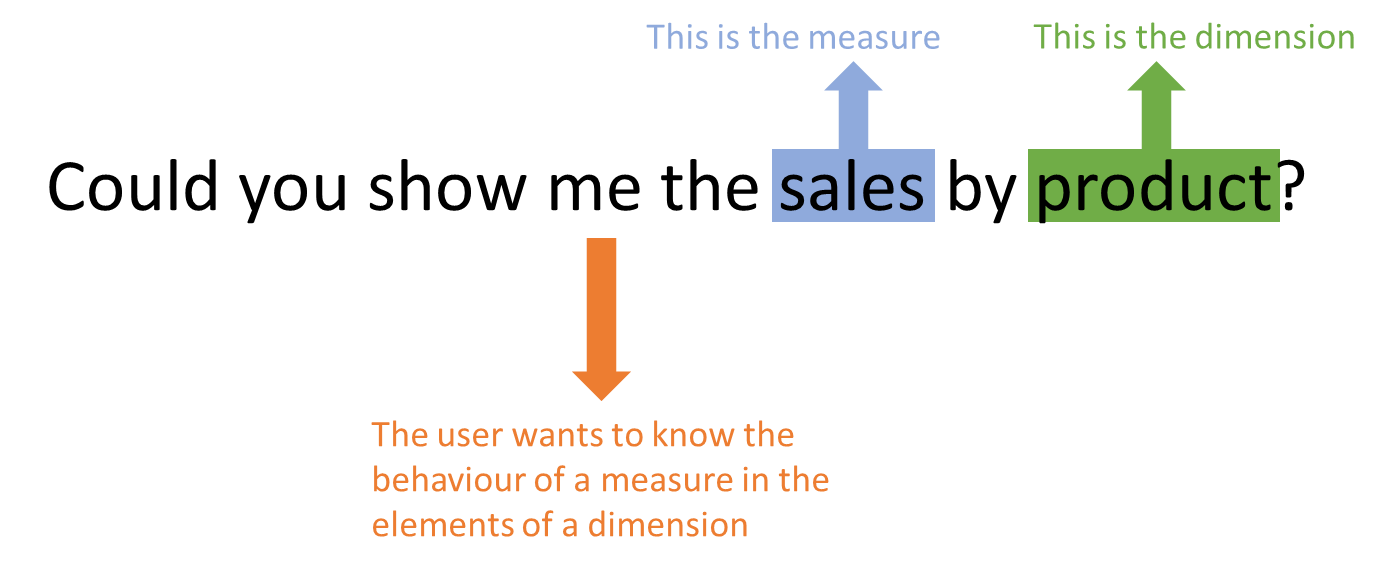 This is the measure
This is the dimension
Could you show me the sales by product?
The user wants to know the
behaviour of a measure in the
elements of a dimension